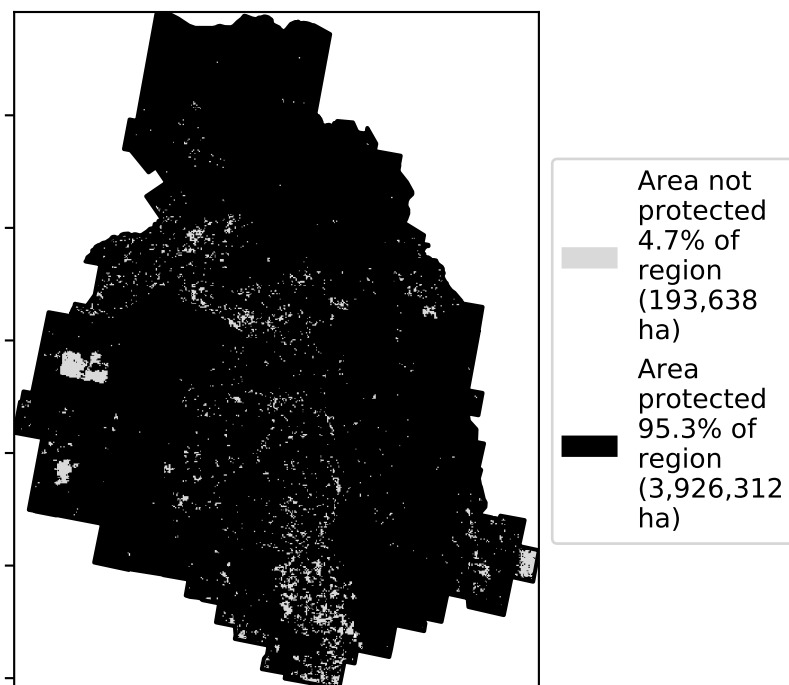 Area not
protected
4.7% of
region
(193,638
ha)
Area
protected
95.3% of
region
(3,926,312
ha)